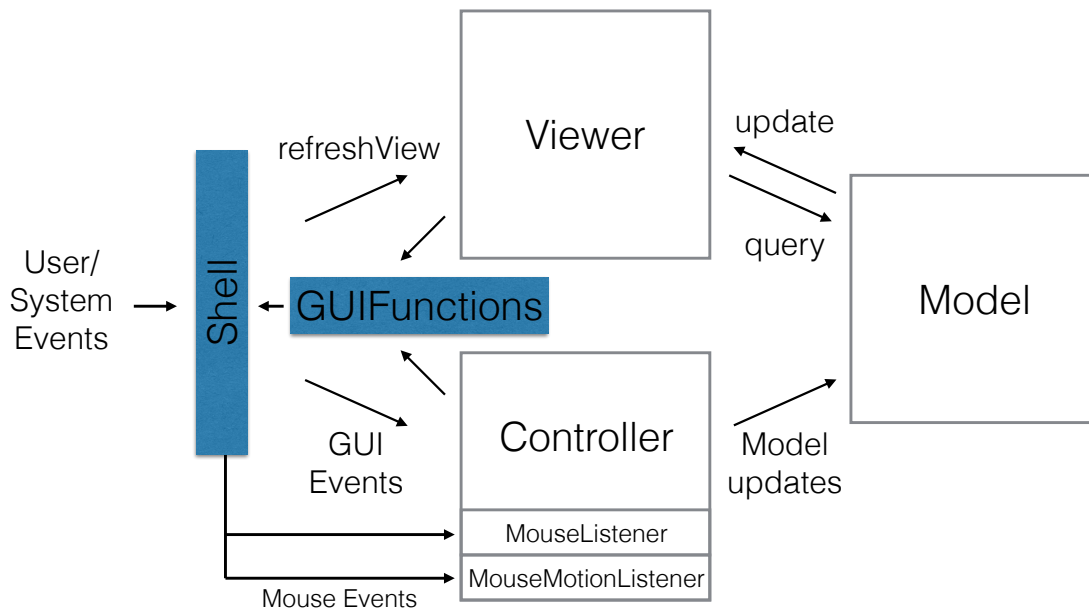 Viewer
update
refreshView
query
User/
System
Events
Shell
GUIFunctions
Model
Controller
GUI
Events
Model
updates
MouseListener
MouseMotionListener
Mouse Events